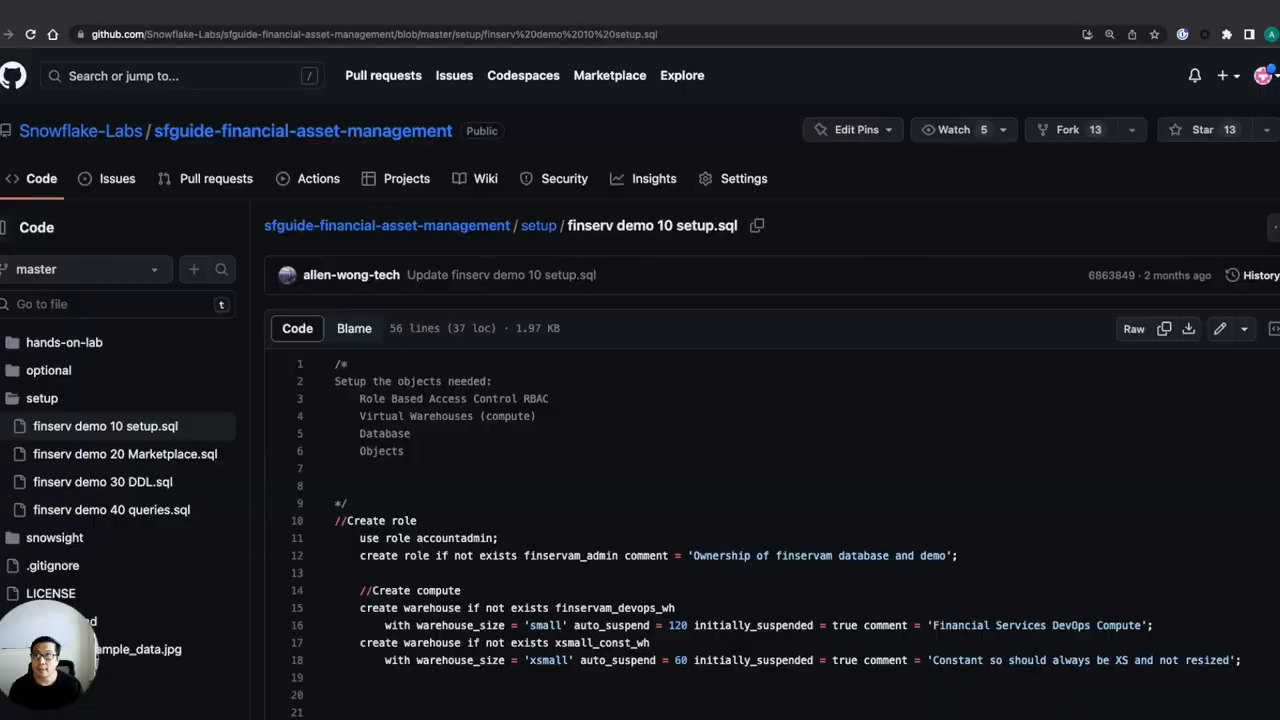 github.com/Snowflake-Labs/sfguide-financial-asset-management/blob/master/setup/finserv%20demo%2010%20setup.sql
Search or jump to... /
Pull requests Issues Codespaces Marketplace Explore
Snowflake-Labs / sfguide-financial-asset-management Public
Edit Pins Watch 5 Fork 13 Star 13
Code Issues Pull requests Actions Projects Wiki Security Insights Settings
Code
master
Go to file t
hands-on-lab
optional
setup
finserv demo 10 setup.sql
finserv demo 20 Marketplace.sql
finserv demo 30 DDL.sql
finserv demo 40 queries.sql
snowsight
.gitignore
LICENSE
sfguide-financial-asset-management / setup / finserv demo 10 setup.sql
allen-wong-tech Update finserv demo 10 setup.sql 6863849 · 2 months ago History
Code Blame 56 lines (37 loc) · 1.97 KB Raw
1 /*
2 Setup the objects needed:
3 Role Based Access Control RBAC
4 Virtual Warehouses (compute)
5 Database
6 Objects
7
8
9 */
10 //Create role
11 use role accountadmin;
12 create role if not exists finservam_admin comment = 'Ownership of finservam database and demo';
13
14 //Create compute
15 create warehouse if not exists finservam_devops_wh
16 with warehouse_size = 'small' auto_suspend = 120 initially_suspended = true comment = 'Financial Services DevOps Compute';
17 create warehouse if not exists xsmall_const_wh
18 with warehouse_size = 'xsmall' auto_suspend = 60 initially_suspended = true comment = 'Constant so should always be XS and not resized';
19
20
21